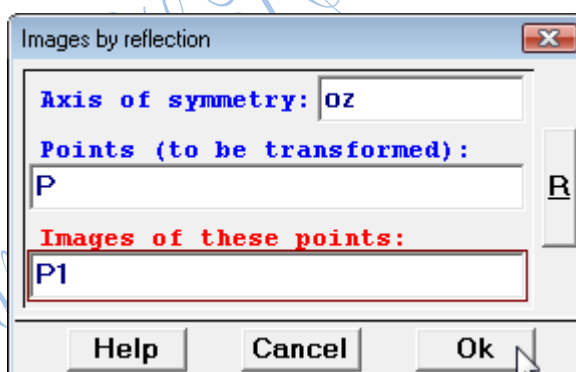 Images by reflection
Axis of symmetry: oz
Points (to be transformed):
P
R
Images of these points:
P1
Help Cancel Ok